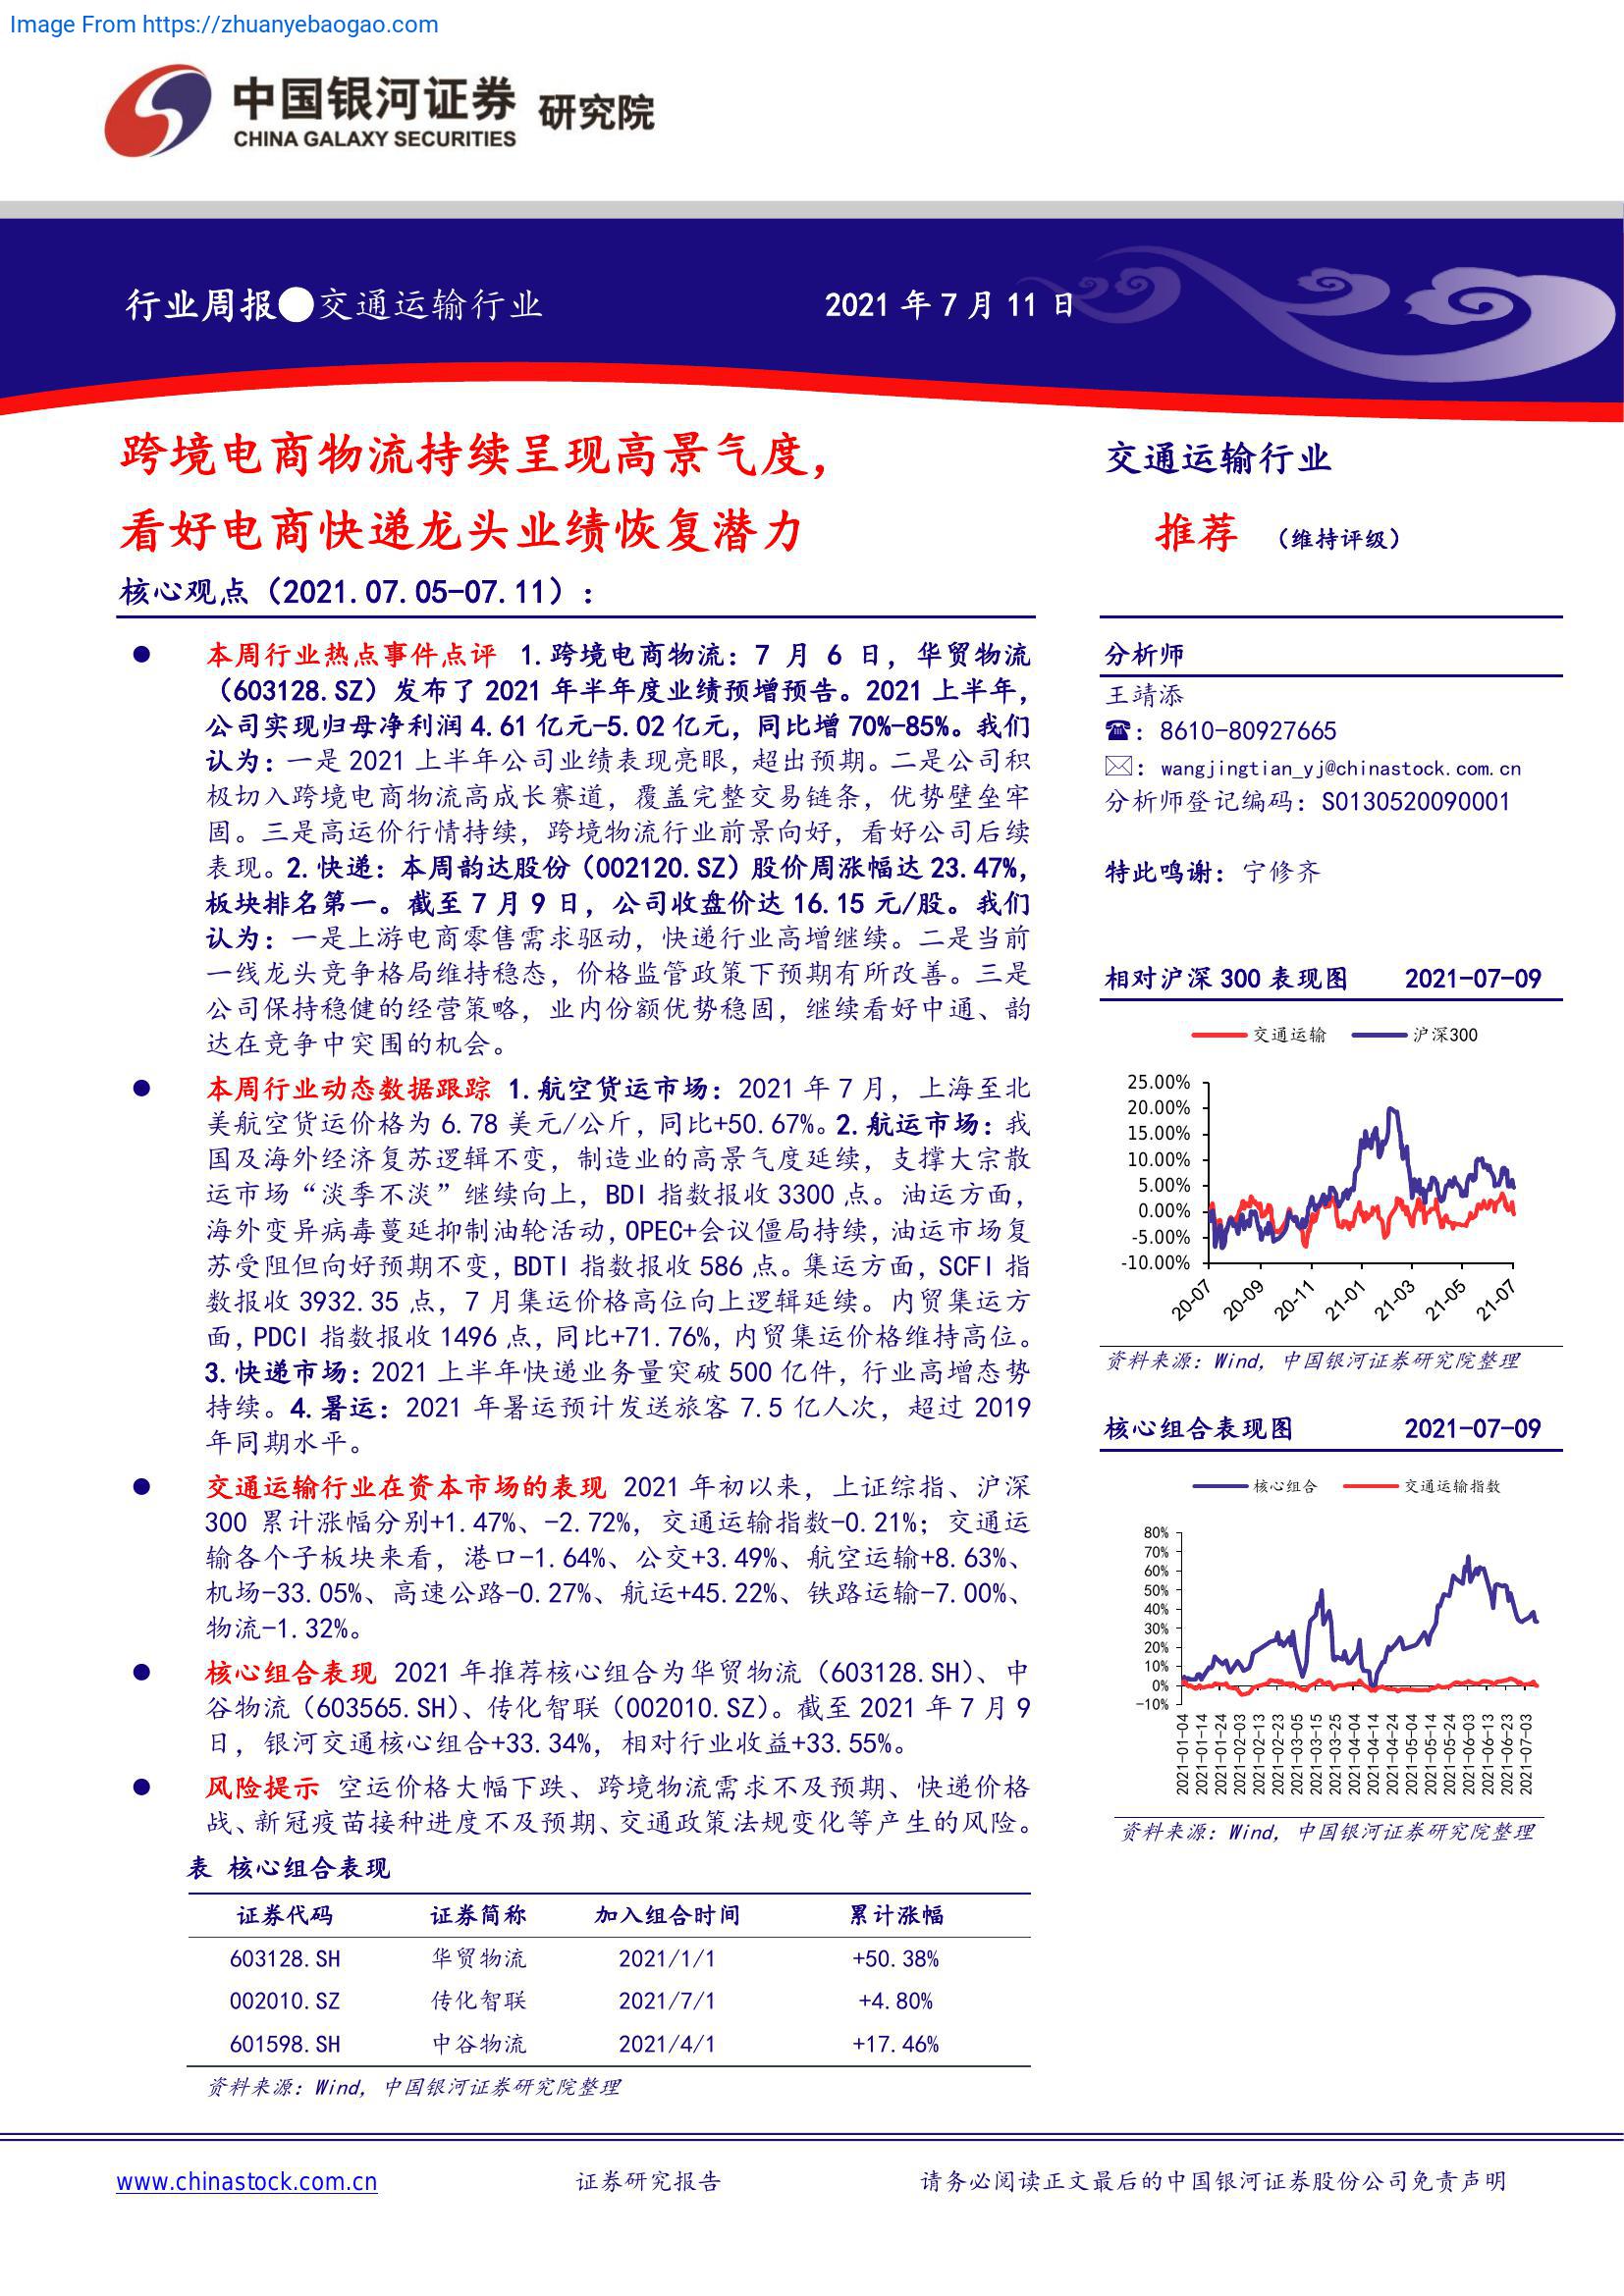 Image From https://zhuanyebaogao.com
中国银河证券 研究院
CHINA GALAXY SECURITIES
行业周报●交通运输行业
2021 年 7 月 11 日
跨境电商物流持续呈现高景气度,
看好电商快递龙头业绩恢复潜力
核心观点（2021.07.05-07.11）:
● 本周行业热点事件点评 1.跨境电商物流：7 月 6 日，华贸物流
（603128.SZ）发布了 2021 年半年度业绩预增预告。2021 上半年，
公司实现归母净利润 4.61 亿元-5.02 亿元，同比增 70%-85%。我们
认为：一是 2021 上半年公司业绩表现亮眼，超出预期。二是公司积
极切入跨境电商物流高成长赛道，覆盖完整交易链条，优势壁垒牢
固。三是高运价行情持续，跨境物流行业前景向好，看好公司后续
表现。2.快递：本周韵达股份（002120.SZ）股价周涨幅达 23.47%，
板块排名第一。截至 7 月 9 日，公司收盘价达 16.15 元/股。我们
认为：一是上游电商零售需求驱动，快递行业高增继续。二是当前
一线龙头竞争格局维持稳态，价格监管政策下预期有所改善。三是
公司保持稳健的经营策略，业内份额优势稳固，继续看好中通、韵
达在竞争中突围的机会。
● 本周行业动态数据跟踪 1.航空货运市场：2021 年 7 月，上海至北
美航空货运价格为 6.78 美元/公斤，同比+50.67%。2.航运市场：我
国及海外经济复苏逻辑不变，制造业的高景气度延续，支撑大宗散
运市场“淡季不淡”继续向上，BDI 指数报收 3300 点。油运方面，
海外变异病毒蔓延抑制油轮活动，OPEC+会议僵局持续，油运市场复
苏受阻但向好预期不变，BDTI 指数报收 586 点。集运方面，SCFI 指
数报收 3932.35 点，7 月集运价格高位向上逻辑延续。内贸集运方
面，PDCI 指数报收 1496 点，同比+71.76%，内贸集运价格维持高位。
3.快递市场：2021 上半年快递业务量突破 500 亿件，行业高增态势
持续。4.暑运：2021 年暑运预计发送旅客 7.5 亿人次，超过 2019
年同期水平。
● 交通运输行业在资本市场的表现 2021 年初以来，上证综指、沪深
300 累计涨幅分别+1.47%、-2.72%，交通运输指数-0.21%；交通运
输各个子板块来看，港口-1.64%、公交+3.49%、航空运输+8.63%、
机场-33.05%、高速公路-0.27%、航运+45.22%、铁路运输-7.00%、
物流-1.32%。
● 核心组合表现 2021 年推荐核心组合为华贸物流（603128.SH）、中
谷物流（603565.SH）、传化智联（002010.SZ）。截至 2021 年 7 月 9
日，银河交通核心组合+33.34%，相对行业收益+33.55%。
● 风险提示 空运价格大幅下跌、跨境物流需求不及预期、快递价格
战、新冠疫苗接种进度不及预期、交通政策法规变化等产生的风险。
表 核心组合表现
证券代码 证券简称 加入组合时间 累计涨幅
603128.SH 华贸物流 2021/1/1 +50.38%
002010.SZ 传化智联 2021/7/1 +4.80%
601598.SH 中谷物流 2021/4/1 +17.46%
资料来源：Wind，中国银河证券研究院整理
交通运输行业
推荐 （维持评级）
分析师
王靖添
☎：8610-80927665
✉：wangjingtian_yj@chinastock.com.cn
分析师登记编码：S0130520090001
特此鸣谢：宁修齐
相对沪深 300 表现图 2021-07-09
交通运输 沪深300
25.00%
20.00%
15.00%
10.00%
5.00%
0.00%
-5.00%
-10.00%
20-07 20-09 20-11 21-01 21-03 21-05 21-07
资料来源：Wind，中国银河证券研究院整理
核心组合表现图 2021-07-09
核心组合 交通运输指数
80%
70%
60%
50%
40%
30%
20%
10%
0%
-10%
2021-01-04 2021-01-14 2021-01-24 2021-02-03 2021-02-13 2021-02-23 2021-03-05 2021-03-15 2021-03-25 2021-04-04 2021-04-14 2021-04-24 2021-05-04 2021-05-14 2021-05-24 2021-06-03 2021-06-13 2021-06-23 2021-07-03
资料来源：Wind，中国银河证券研究院整理
www.chinastock.com.cn 证券研究报告 请务必阅读正文最后的中国银河证券股份公司免责声明